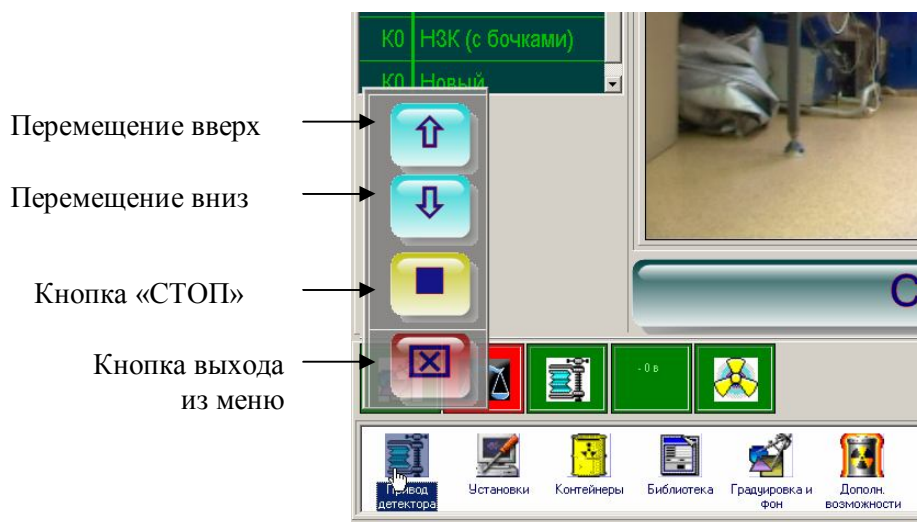 К0 НЗК (с бочками)
К0 Новый
Перемещение вверх
Перемещение вниз
Кнопка «СТОП»
Кнопка выхода
из меню
С
- 0 в
Привод
детектора
Установки
Контейнеры
Библиотека
Градуировка и
фон
Дополн.
возможности